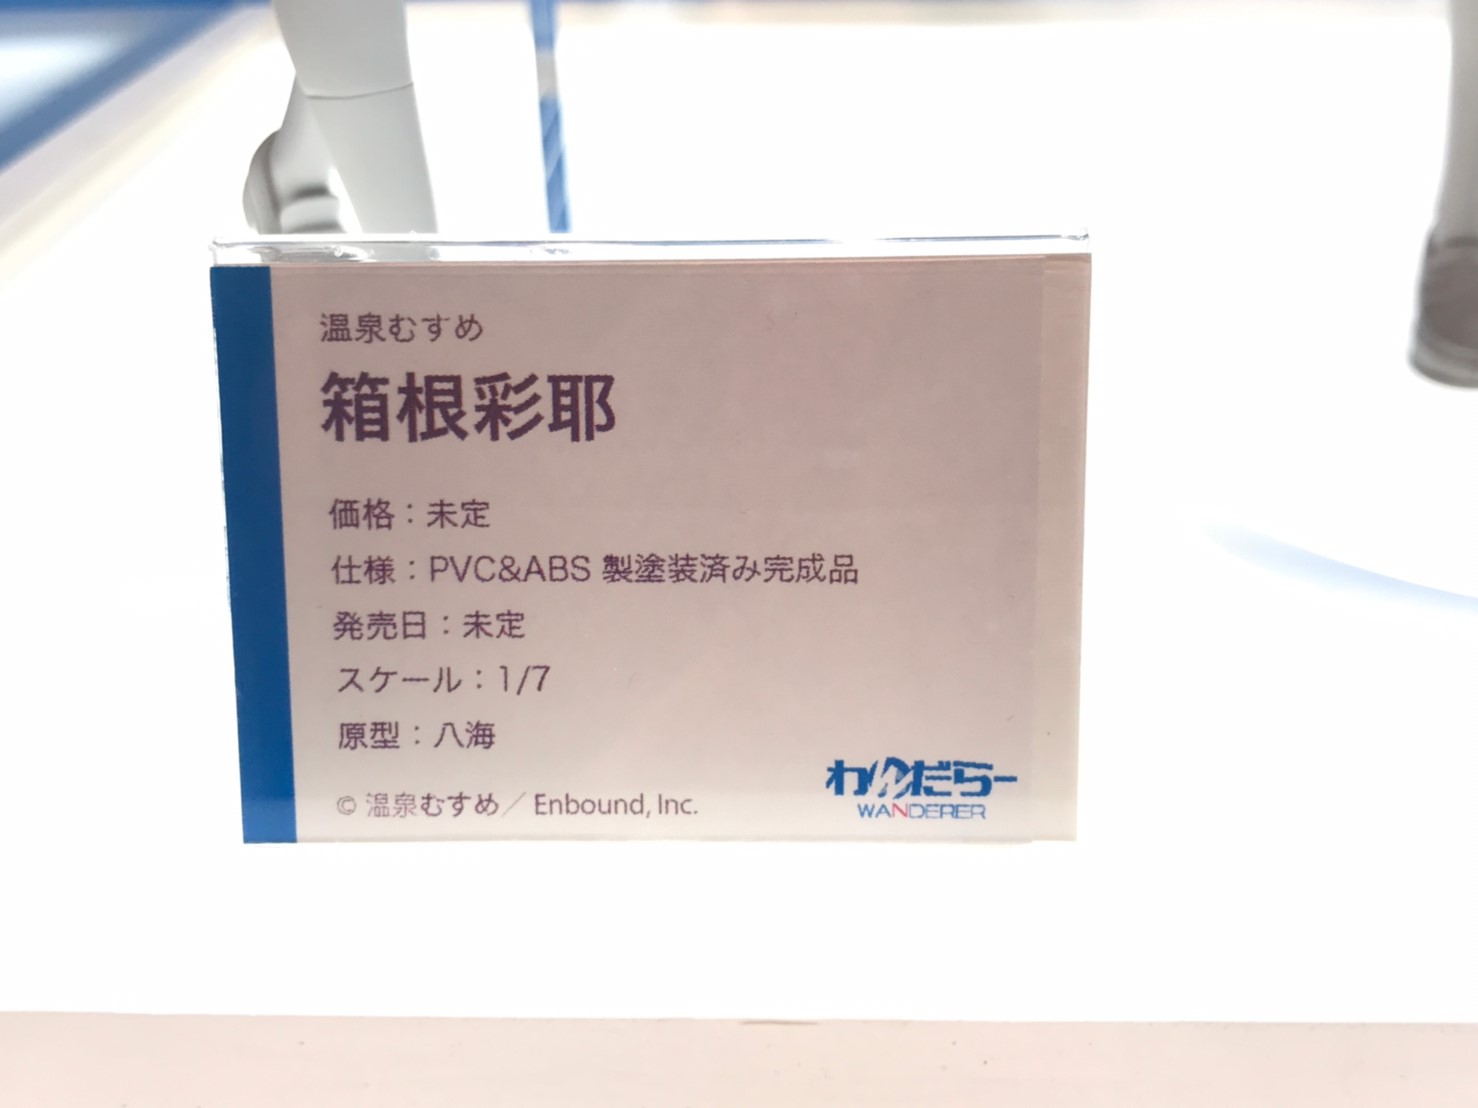 温泉むすめ
箱根彩耶
価格：未定
仕様：PVC&ABS 製塗装済み完成品
発売日：未定
スケール：1/7
原型：八海
© 温泉むすめ／ Enbound, Inc.
わんだらー
WANDERER